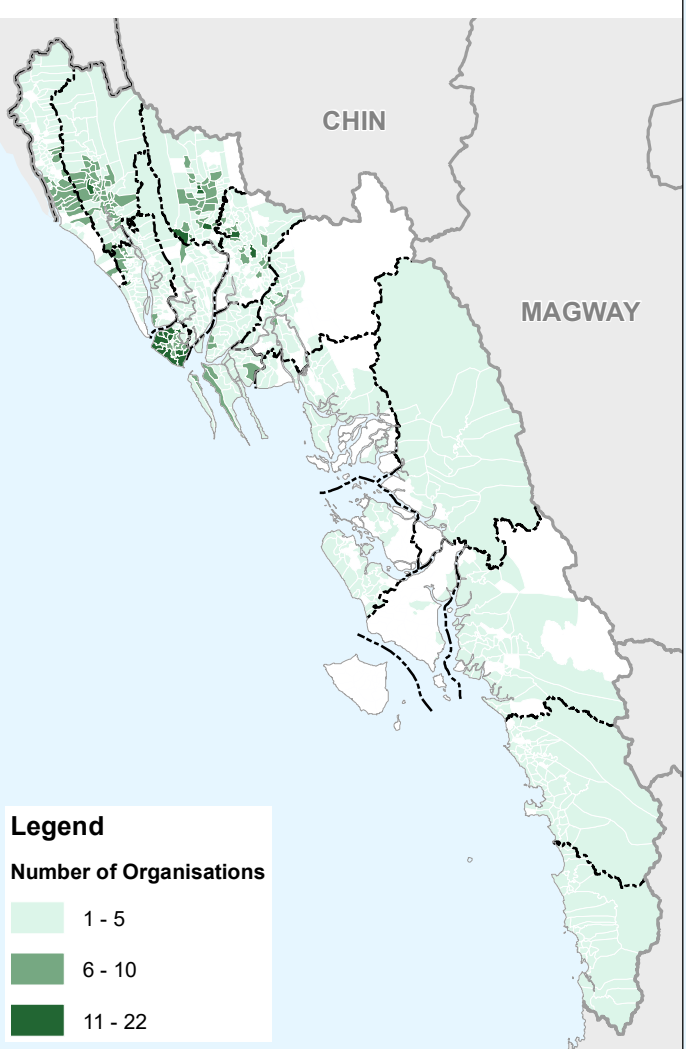 CHIN
MAGWAY
Legend
Number of Organisations
1 - 5
6 - 10
11 - 22